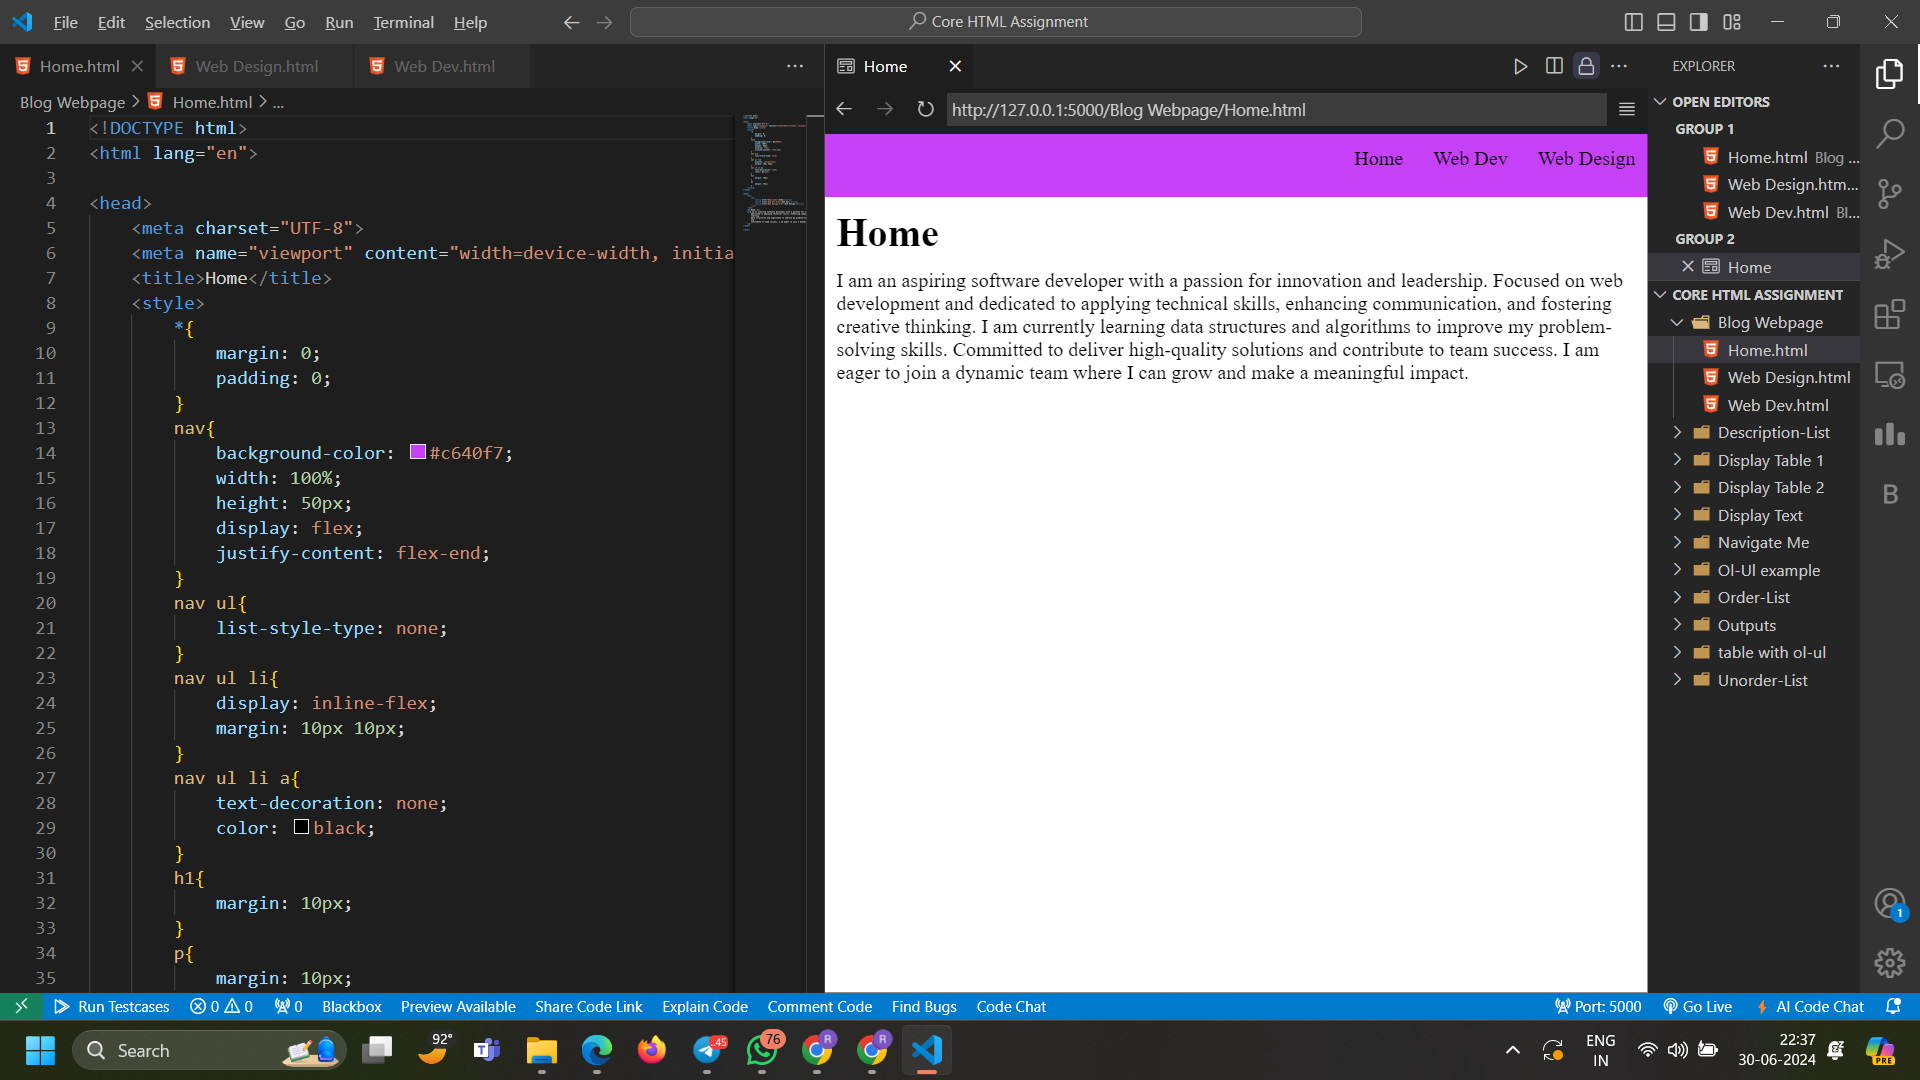 File Edit Selection View Go Run Terminal Help
Core HTML Assignment
Home.html
Web Design.html
Web Dev.html
Blog Webpage > Home.html > ...
1 <!DOCTYPE html>
2 <html lang="en">
3
4 <head>
5 <meta charset="UTF-8">
6 <meta name="viewport" content="width=device-width, initia
7 <title>Home</title>
8 <style>
9 *{
10 margin: 0;
11 padding: 0;
12 }
13 nav{
14 background-color: #c640f7;
15 width: 100%;
16 height: 50px;
17 display: flex;
18 justify-content: flex-end;
19 }
20 nav ul{
21 list-style-type: none;
22 }
23 nav ul li{
24 display: inline-flex;
25 margin: 10px 10px;
26 }
27 nav ul li a{
28 text-decoration: none;
29 color: black;
30 }
31 h1{
32 margin: 10px;
33 }
34 p{
35 margin: 10px;
Home
http://127.0.0.1:5000/Blog Webpage/Home.html
Home Web Dev Web Design
Home
I am an aspiring software developer with a passion for innovation and leadership. Focused on web
development and dedicated to applying technical skills, enhancing communication, and fostering
creative thinking. I am currently learning data structures and algorithms to improve my problem-
solving skills. Committed to deliver high-quality solutions and contribute to team success. I am
eager to join a dynamic team where I can grow and make a meaningful impact.
EXPLORER
OPEN EDITORS
GROUP 1
Home.html Blog ...
Web Design.htm...
Web Dev.html Bl...
GROUP 2
Home
CORE HTML ASSIGNMENT
Blog Webpage
Home.html
Web Design.html
Web Dev.html
Description-List
Display Table 1
Display Table 2
Display Text
Navigate Me
Ol-Ul example
Order-List
Outputs
table with ol-ul
Unorder-List
B
1
Run Testcases 0 0 0 Blackbox Preview Available Share Code Link Explain Code Comment Code Find Bugs Code Chat
Port: 5000 Go Live AI Code Chat
Search
92°
45
76
R
R
ENG
IN
22:37
30-06-2024
PRE